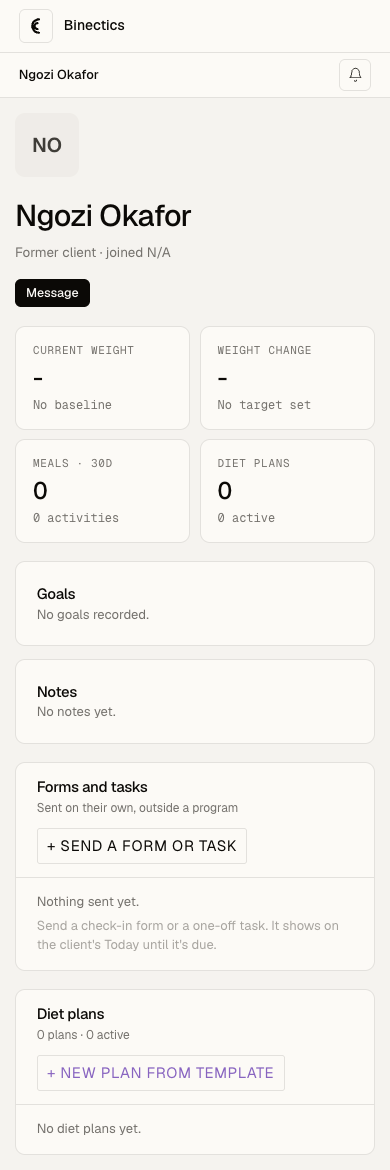 Binectics
Ngozi Okafor
NO
Ngozi Okafor
Former client · joined N/A
Message
CURRENT WEIGHT
-
No baseline
WEIGHT CHANGE
-
No target set
MEALS · 30D
0
0 activities
DIET PLANS
0
0 active
Goals
No goals recorded.
Notes
No notes yet.
Forms and tasks
Sent on their own, outside a program
+ SEND A FORM OR TASK
Nothing sent yet.
Send a check-in form or a one-off task. It shows on
the client's Today until it's due.
Diet plans
0 plans · 0 active
+ NEW PLAN FROM TEMPLATE
No diet plans yet.